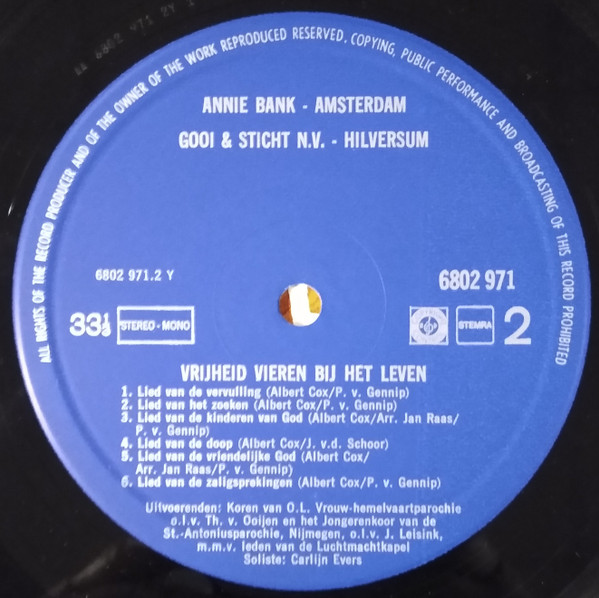 ALL RIGHTS OF THE RECORD PRODUCER AND OF THE OWNER OF THE WORK REPRODUCED RESERVED. COPYING, PUBLIC PERFORMANCE AND BROADCASTING OF THIS RECORD PROHIBITED
ANNIE BANK - AMSTERDAM
GOOI & STICHT N.V. - HILVERSUM
6802 971.2 Y
6802 971
33⅓
STEREO - MONO
STEMRA
2
VRIJHEID VIEREN BIJ HET LEVEN
1. Lied van de vervulling (Albert Cox/P. v. Gennip)
2. Lied van het zoeken (Albert Cox/P. v. Gennip)
3. Lied van de kinderen van God (Albert Cox/Arr. Jan Raas/
P. v. Gennip)
4. Lied van de doop (Albert Cox/J. v.d. Schoor)
5. Lied van de vriendelijke God (Albert Cox/
Arr. Jan Raas/P. v. Gennip)
6. Lied van de zaligsprekingen (Albert Cox/P. v. Gennip)
Uitvoerenden: Koren van O.L. Vrouw-hemelvaartparochie
o.l.v. Th. v. Ooijen en het Jongerenkoor van de
St.-Antoniusparochie, Nijmegen, o.l.v. J. Leisink,
m.m.v. leden van de Luchtmachtkapel
Soliste: Carlijn Evers